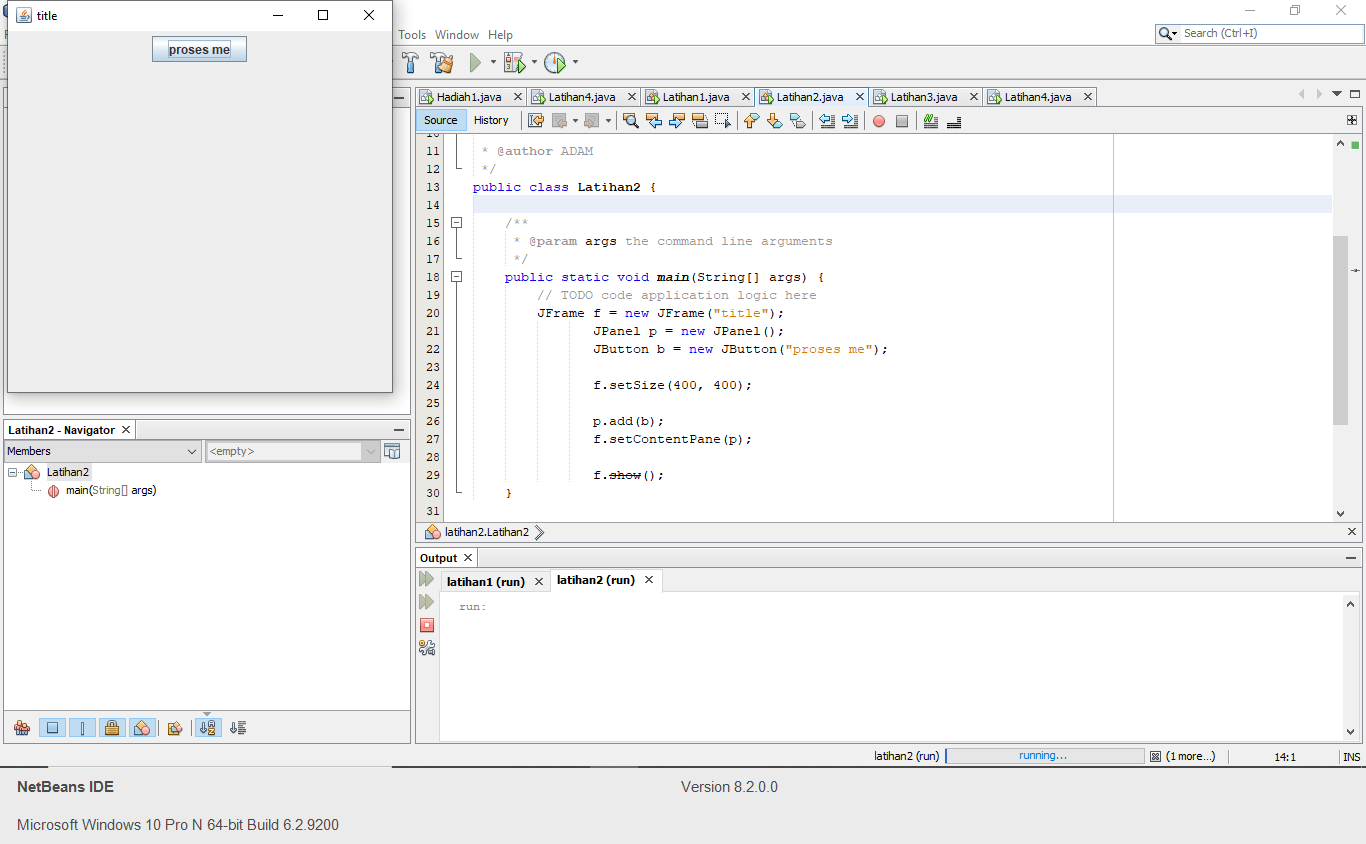 title
proses me
Tools Window Help
Search (Ctrl+I)
Hadiah1.java
Latihan4.java
Latihan1.java
Latihan2.java
Latihan3.java
Latihan4.java
Source
History
11 * @author ADAM
12 */
13 public class Latihan2 {
14
15 /**
16 * @param args the command line arguments
17 */
18 public static void main(String[] args) {
19 // TODO code application logic here
20 JFrame f = new JFrame("title");
21 JPanel p = new JPanel();
22 JButton b = new JButton("proses me");
23
24 f.setSize(400, 400);
25
26 p.add(b);
27 f.setContentPane(p);
28
29 f.show();
30 }
31
latihan2.Latihan2
Latihan2 - Navigator
Members
<empty>
Latihan2
main(String[] args)
Output
latihan1 (run)
latihan2 (run)
run:
latihan2 (run)
running...
(1 more...)
14:1
INS
NetBeans IDE
Version 8.2.0.0
Microsoft Windows 10 Pro N 64-bit Build 6.2.9200